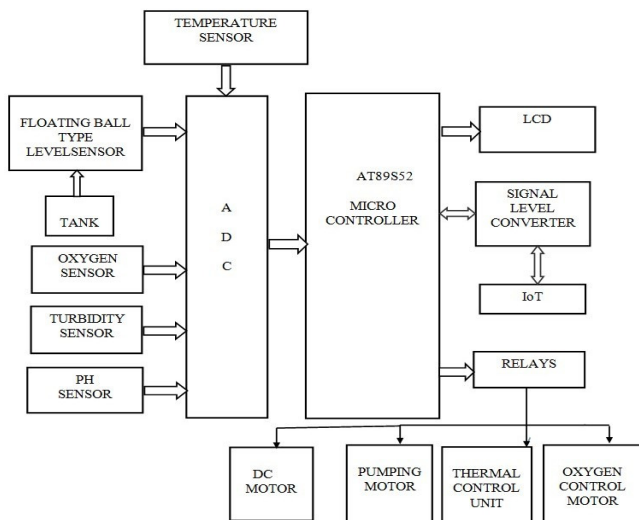 TEMPERATURE
SENSOR
FLOATING BALL
TYPE
LEVELSENSOR
TANK
OXYGEN
SENSOR
TURBIDITY
SENSOR
PH
SENSOR
A
D
C
AT89S52
MICRO
CONTROLLER
LCD
SIGNAL
LEVEL
CONVERTER
IoT
RELAYS
DC
MOTOR
PUMPING
MOTOR
THERMAL
CONTROL
UNIT
OXYGEN
CONTROL
MOTOR